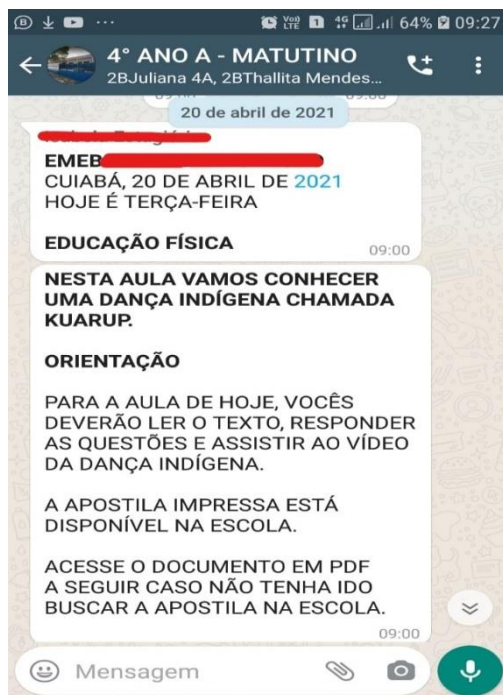 64% 09:27
4° ANO A - MATUTINO
2BJuliana 4A, 2BThallita Mendes...
20 de abril de 2021
EMEB
CUIABÁ, 20 DE ABRIL DE 2021
HOJE É TERÇA-FEIRA
EDUCAÇÃO FÍSICA
09:00
NESTA AULA VAMOS CONHECER
UMA DANÇA INDÍGENA CHAMADA
KUARUP.
ORIENTAÇÃO
PARA A AULA DE HOJE, VOCÊS
DEVERÃO LER O TEXTO, RESPONDER
AS QUESTÕES E ASSISTIR AO VÍDEO
DA DANÇA INDÍGENA.
A APOSTILA IMPRESSA ESTÁ
DISPONÍVEL NA ESCOLA.
ACESSE O DOCUMENTO EM PDF
A SEGUIR CASO NÃO TENHA IDO
BUSCAR A APOSTILA NA ESCOLA.
09:00
Mensagem